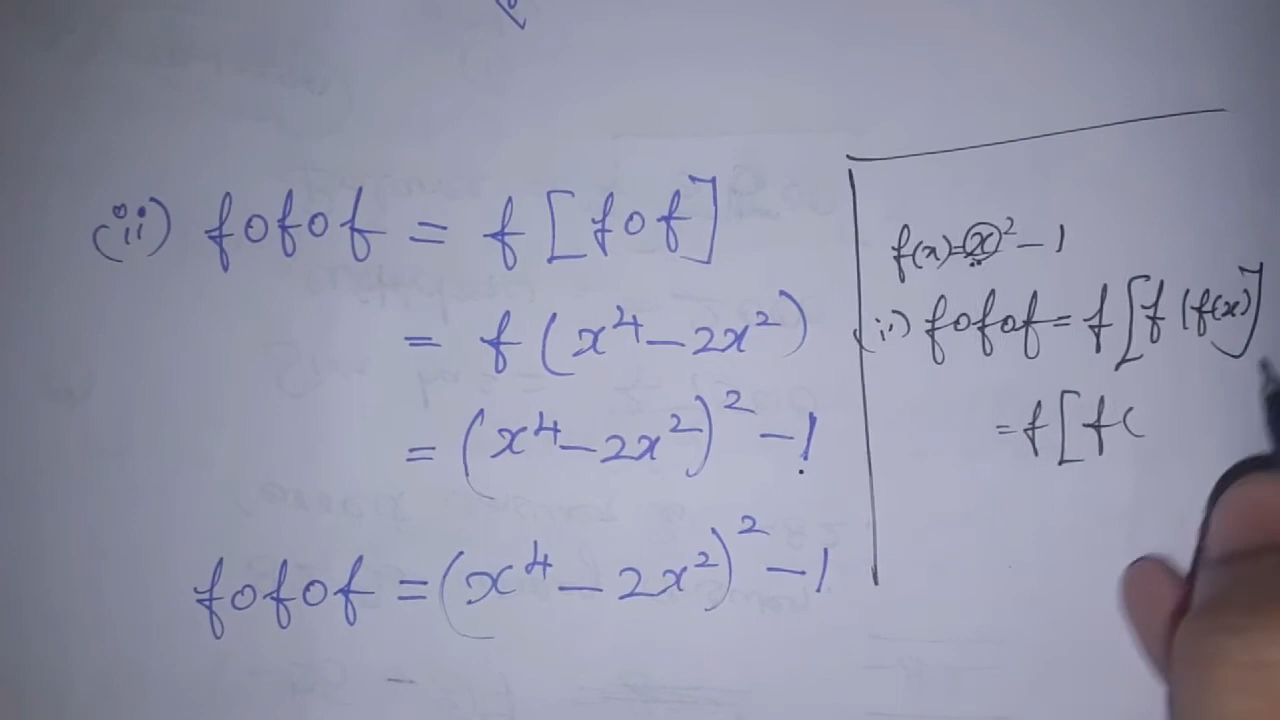 (ii) fofof = f[fof]
= f(x⁴-2x²)
= (x⁴-2x²)²-1
fofof = (x⁴-2x²)²-1
f(x)=x²-1
(ii) fofof = f[f(f(x)]
= f[f(